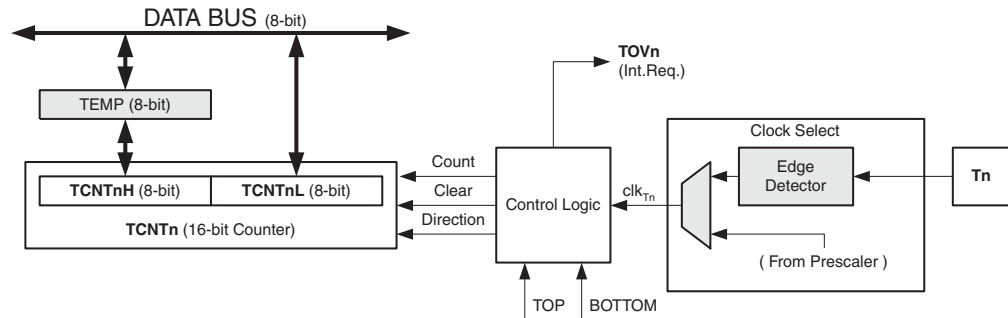 DATA BUS (8-bit)
TOVn
(Int.Req.)
TEMP (8-bit)
Clock Select
Count
Edge
Detector
Tn
TCNTnH (8-bit) TCNTnL (8-bit)
Clear
Control Logic
clkTn
TCNTn (16-bit Counter)
Direction
( From Prescaler )
TOP
BOTTOM